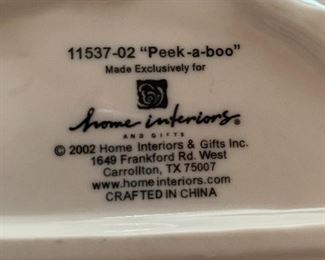 11537-02 "Peek-a-boo"
Made Exclusively for
home interiors®
AND GIFTS
© 2002 Home Interiors & Gifts Inc.
1649 Frankford Rd. West
Carrollton, TX 75007
www.homeinteriors.com
CRAFTED IN CHINA